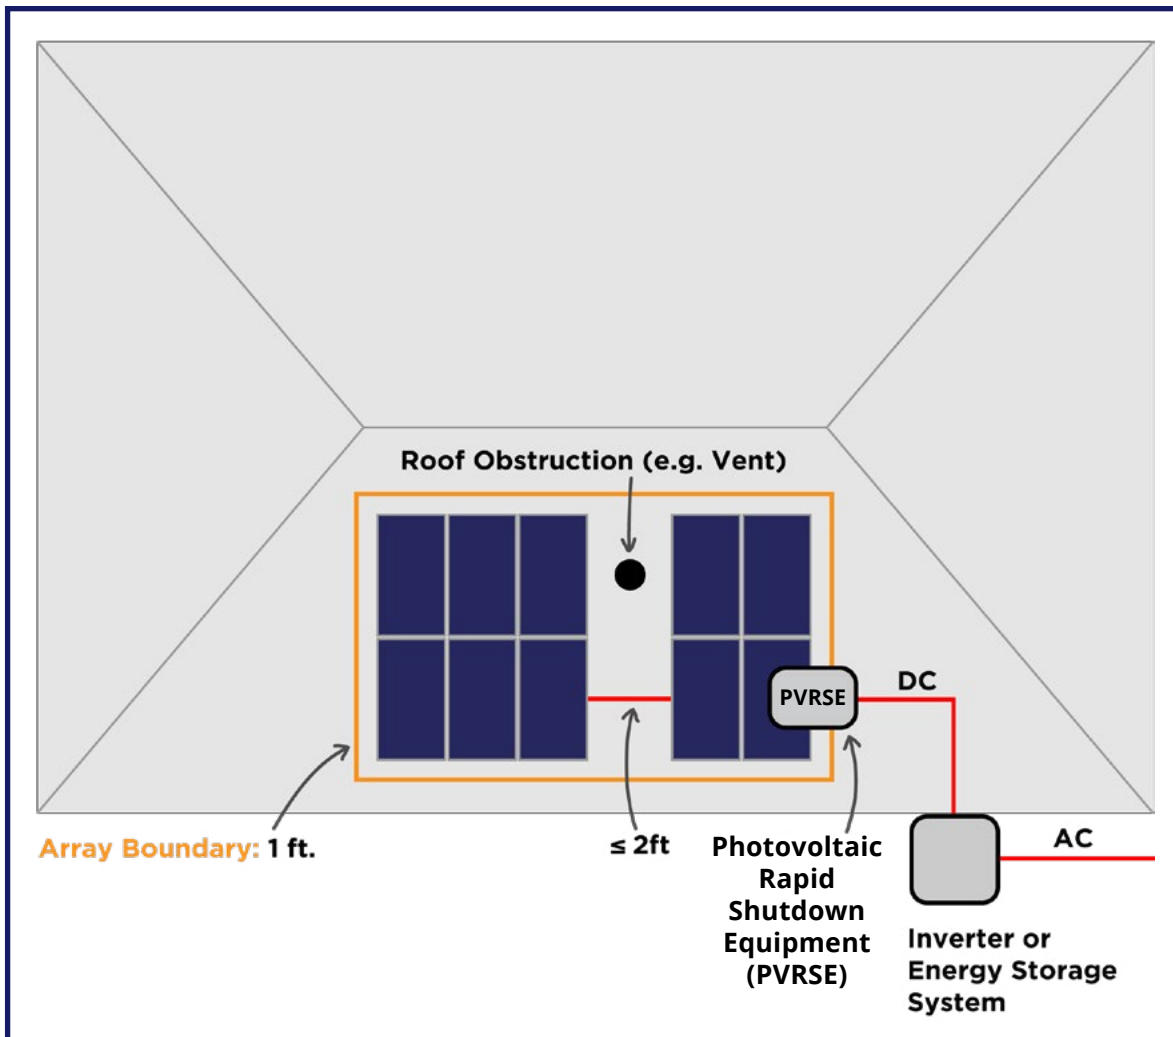 Roof Obstruction (e.g. Vent)
PVRSE
DC
Array Boundary: 1 ft.
≤ 2ft
Photovoltaic
Rapid
Shutdown
Equipment
(PVRSE)
AC
Inverter or
Energy Storage
System